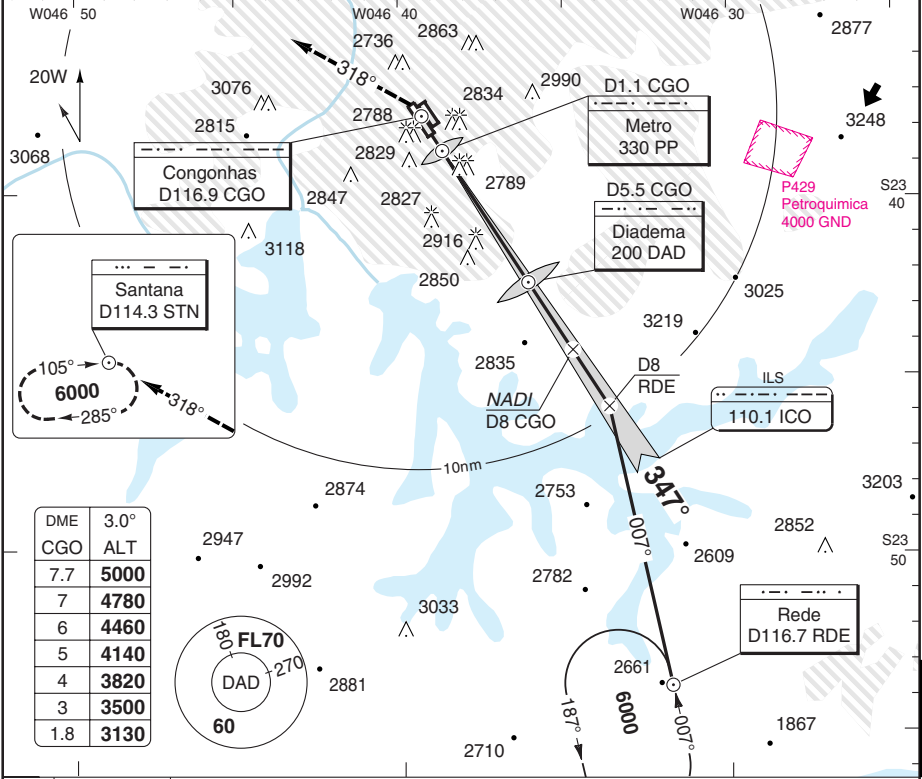 W046 50
W046 40
W046 30
20W
2736
2863
2877
318°
3076
2788
2834
2990
D1.1 CGO
Metro
330 PP
3248
3068
2815
2829
2789
Congonhas
D116.9 CGO
2847
2827
D5.5 CGO
Diadema
200 DAD
P429
Petroquimica
4000 GND
S23
40
3118
2916
2850
Santana
D114.3 STN
3025
3219
105°
6000
285°
318°
2835
NADI
D8 CGO
D8
RDE
ILS
110.1 ICO
10nm
347°
2874
2753
3203
007°
2852
S23
50
DME 3.0°
CGO ALT
7.7 5000
7 4780
6 4460
5 4140
4 3820
3 3500
1.8 3130
2947
2992
2609
2782
3033
Rede
D116.7 RDE
180
FL70
270
DAD
60
2881
2661
6000
187°
007°
2710
1867